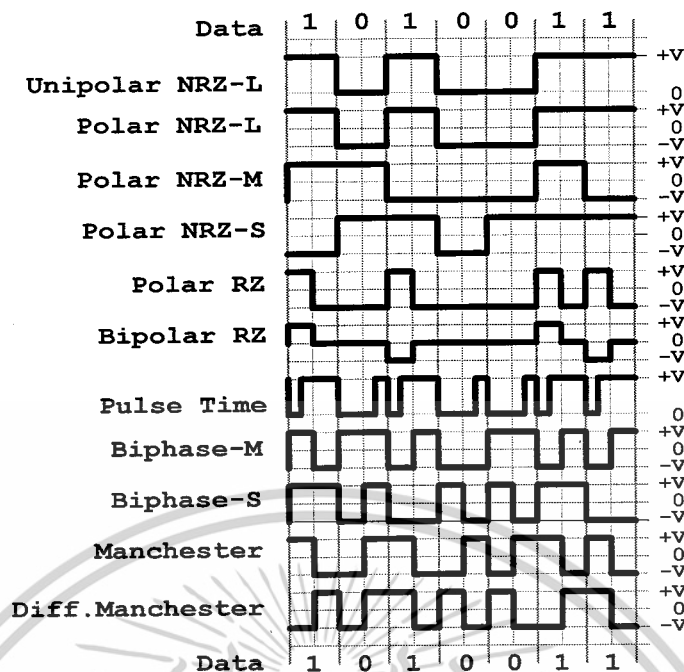 Data 1 0 1 0 0 1 1
+V
Unipolar NRZ-L 0
+V
Polar NRZ-L 0
-V
+V
Polar NRZ-M 0
-V
+V
Polar NRZ-S 0
-V
+V
Polar RZ 0
-V
+V
Bipolar RZ 0
-V
+V
Pulse Time 0
+V
Biphase-M 0
-V
+V
Biphase-S 0
-V
+V
Manchester 0
-V
+V
Diff.Manchester 0
-V
Data 1 0 1 0 0 1 1